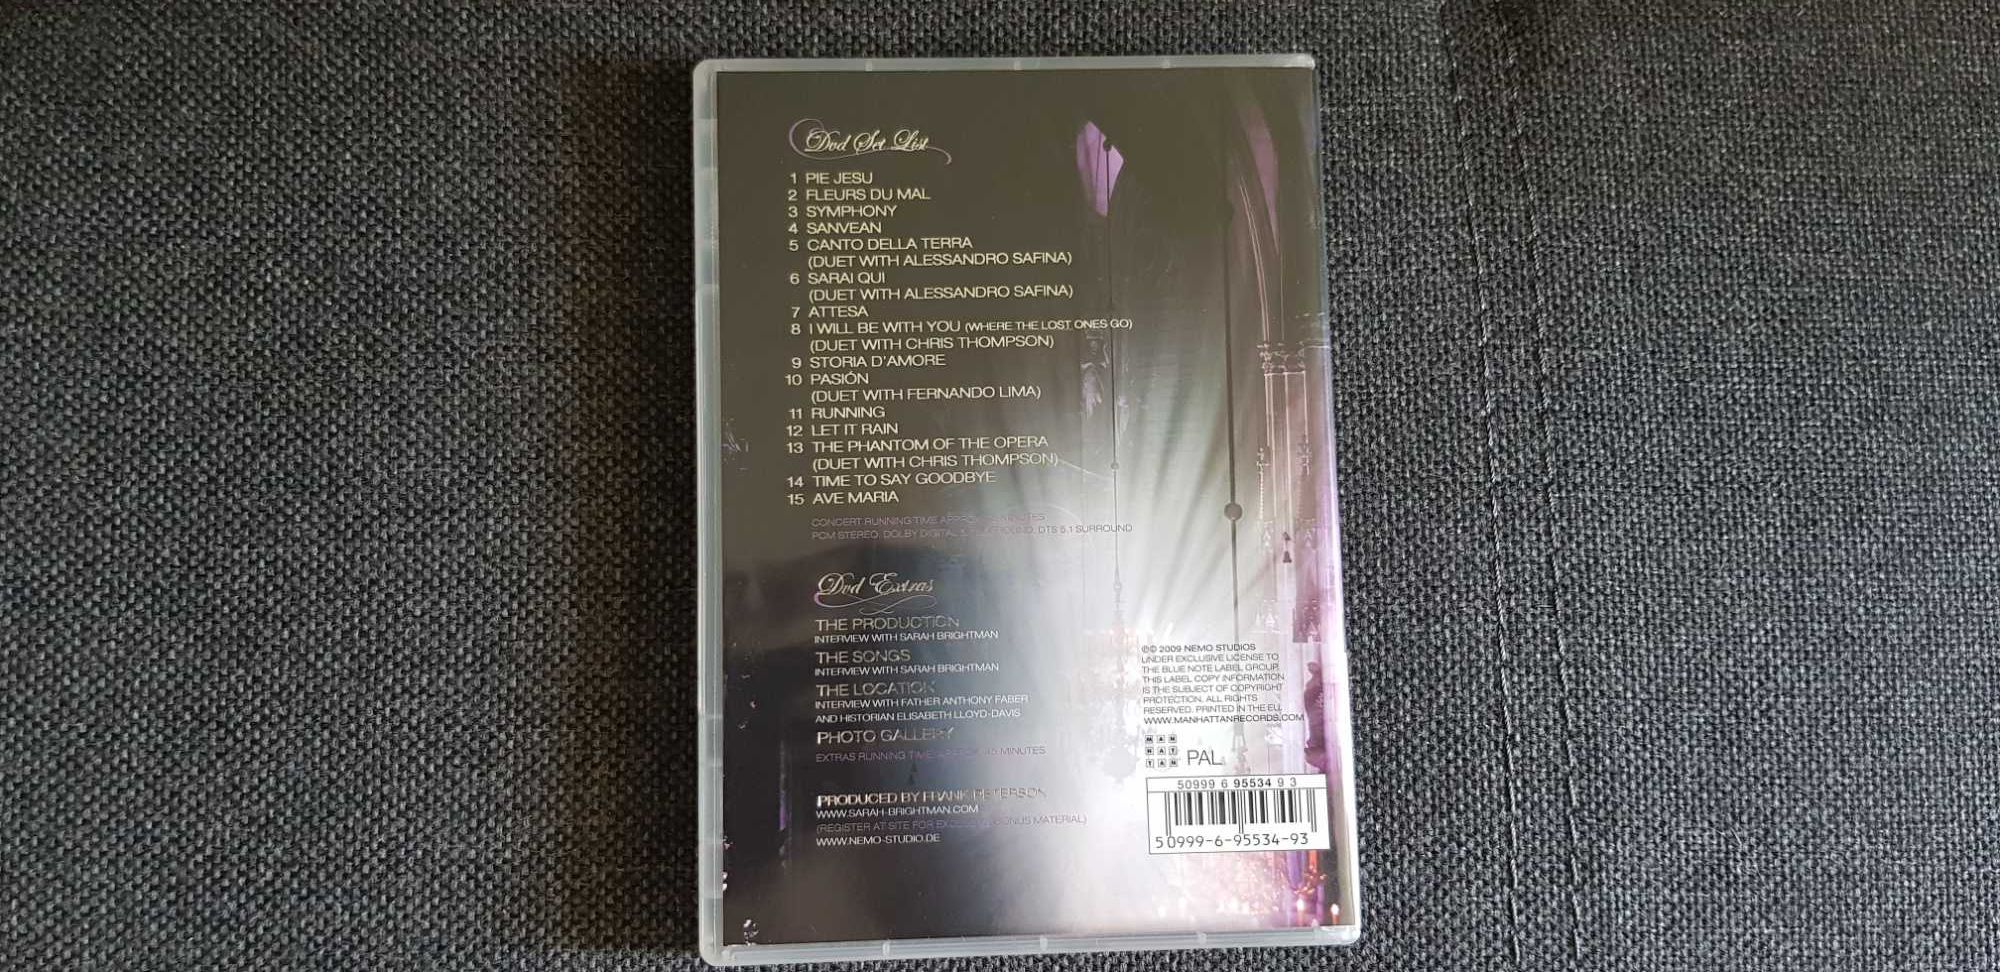 Dvd Set List
1 PIE JESU
2 FLEURS DU MAL
3 SYMPHONY
4 SANVEAN
5 CANTO DELLA TERRA
(DUET WITH ALESSANDRO SAFINA)
6 SARAI QUI
(DUET WITH ALESSANDRO SAFINA)
7 ATTESA
8 I WILL BE WITH YOU (WHERE THE LOST ONES GO)
(DUET WITH CHRIS THOMPSON)
9 STORIA D'AMORE
10 PASIÓN
(DUET WITH FERNANDO LIMA)
11 RUNNING
12 LET IT RAIN
13 THE PHANTOM OF THE OPERA
(DUET WITH CHRIS THOMPSON)
14 TIME TO SAY GOODBYE
15 AVE MARIA
CONCERT RUNNING TIME APPROX. MINUTES
PCM STEREO, DOLBY DIGITAL SURROUND, DTS 5.1 SURROUND
Dvd Extras
THE PRODUCTION
INTERVIEW WITH SARAH BRIGHTMAN
THE SONGS
INTERVIEW WITH SARAH BRIGHTMAN
THE LOCATION
INTERVIEW WITH FATHER ANTHONY FABER
AND HISTORIAN ELISABETH LLOYD-DAVIS
PHOTO GALLERY
EXTRAS RUNNING TIME APPROX. 45 MINUTES
PRODUCED BY FRANK PETERSON
WWW.SARAH-BRIGHTMAN.COM
(REGISTER AT SITE FOR EXCLUSIVE BONUS MATERIAL)
WWW.NEMO-STUDIO.DE
℗© 2009 NEMO STUDIOS
UNDER EXCLUSIVE LICENSE TO
THE BLUE NOTE LABEL GROUP.
THIS LABEL COPY INFORMATION
IS THE SUBJECT OF COPYRIGHT
PROTECTION. ALL RIGHTS
RESERVED. PRINTED IN THE EU.
WWW.MANHATTANRECORDS.COM
MAN
HAT
TAN
PAL
50999 6 95534 9 3
5 0999-6-95534-93